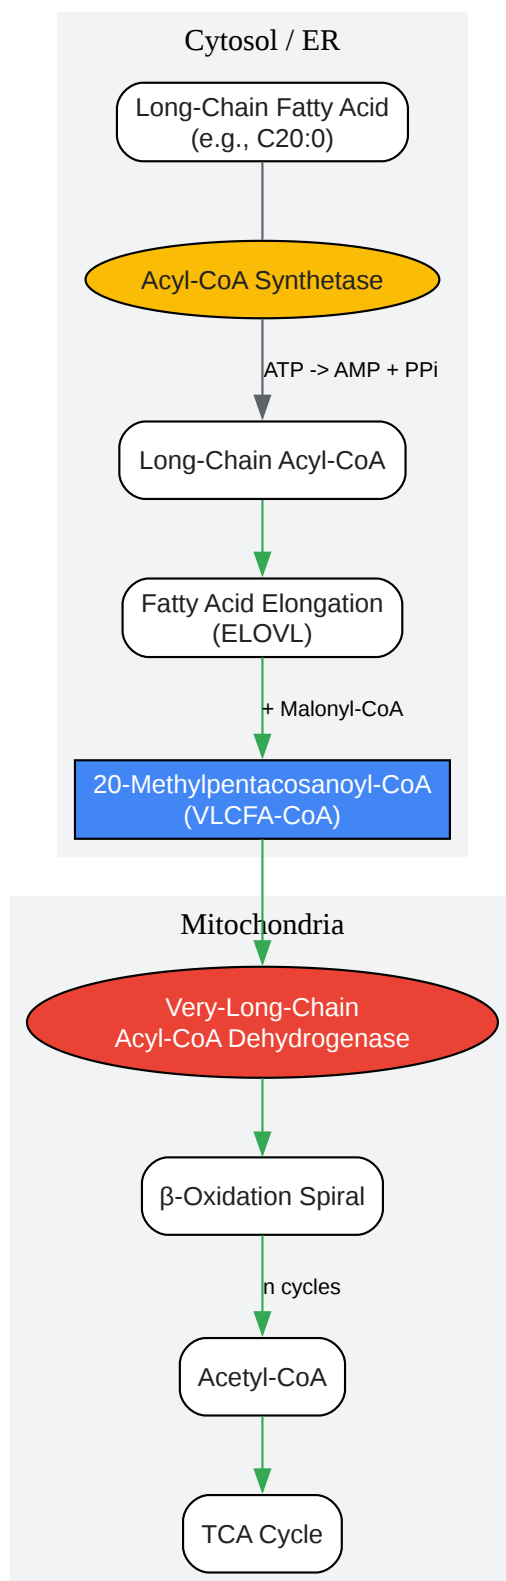 Cytosol / ER
Long-Chain Fatty Acid
(e.g., C20:0)
Acyl-CoA Synthetase
ATP -> AMP + PPi
Long-Chain Acyl-CoA
Fatty Acid Elongation
(ELOVL)
+ Malonyl-CoA
20-Methylpentacosanoyl-CoA
(VLCFA-CoA)
Mitochondria
Very-Long-Chain
Acyl-CoA Dehydrogenase
β-Oxidation Spiral
n cycles
Acetyl-CoA
TCA Cycle